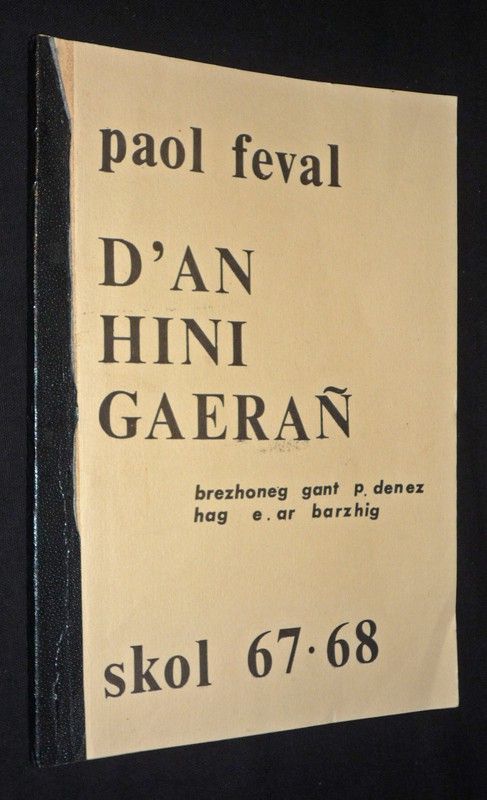 paol feval
D'AN
HINI
GAERAÑ
brezhoneg gant p. denez
hag e. ar barzhig
skol 67·68